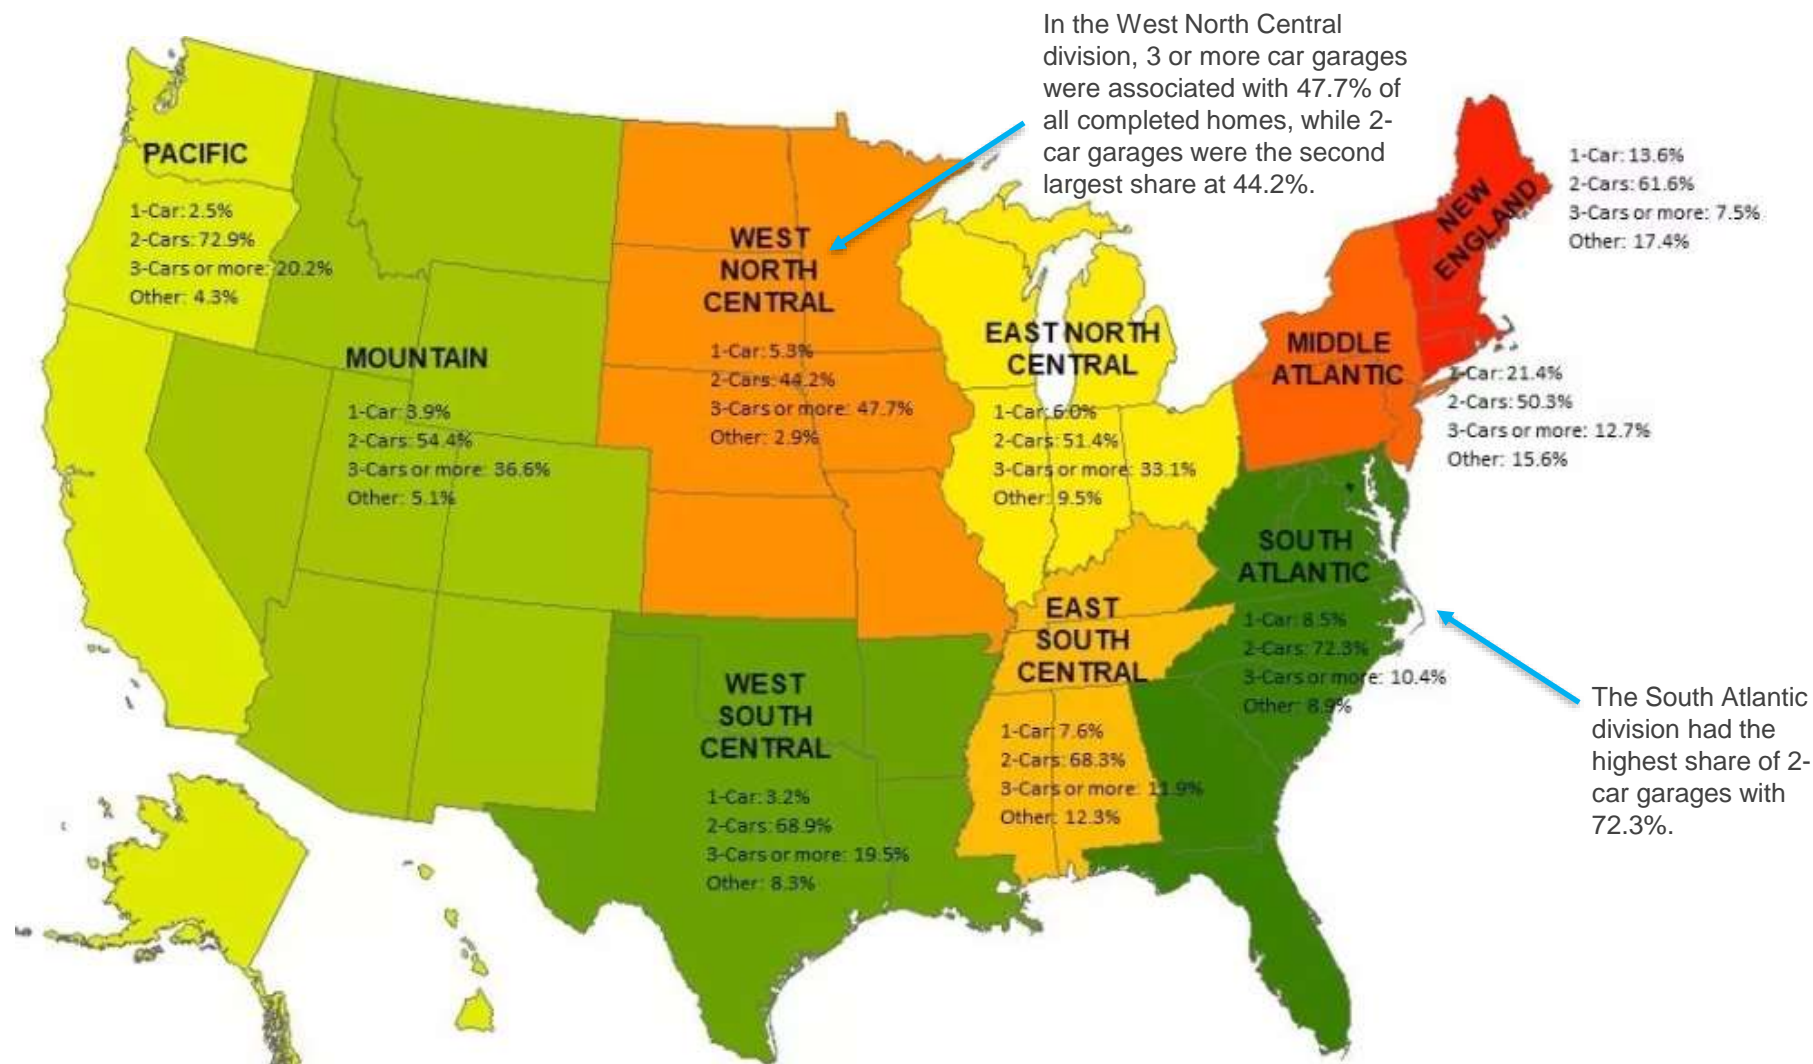 In the West North Central
division, 3 or more car garages
were associated with 47.7% of
all completed homes, while 2-
car garages were the second
largest share at 44.2%.
PACIFIC
1-Car: 2.5%
2-Cars: 72.9%
3-Cars or more: 20.2%
Other: 4.3%
MOUNTAIN
1-Car: 3.9%
2-Cars: 54.4%
3-Cars or more: 36.6%
Other: 5.1%
WEST
NORTH
CENTRAL
1-Car: 5.3%
2-Cars: 44.2%
3-Cars or more: 47.7%
Other: 2.9%
EAST NORTH
CENTRAL
1-Car: 6.0%
2-Cars: 51.4%
3-Cars or more: 33.1%
Other: 9.5%
NEW
ENGLAND
1-Car: 13.6%
2-Cars: 61.6%
3-Cars or more: 7.5%
Other: 17.4%
MIDDLE
ATLANTIC
1-Car: 21.4%
2-Cars: 50.3%
3-Cars or more: 12.7%
Other: 15.6%
SOUTH
ATLANTIC
1-Car: 8.5%
2-Cars: 72.3%
3-Cars or more: 10.4%
Other: 8.9%
EAST
SOUTH
CENTRAL
1-Car: 7.6%
2-Cars: 68.3%
3-Cars or more: 11.9%
Other: 12.3%
WEST
SOUTH
CENTRAL
1-Car: 3.2%
2-Cars: 68.9%
3-Cars or more: 19.5%
Other: 8.3%
The South Atlantic
division had the
highest share of 2-
car garages with
72.3%.